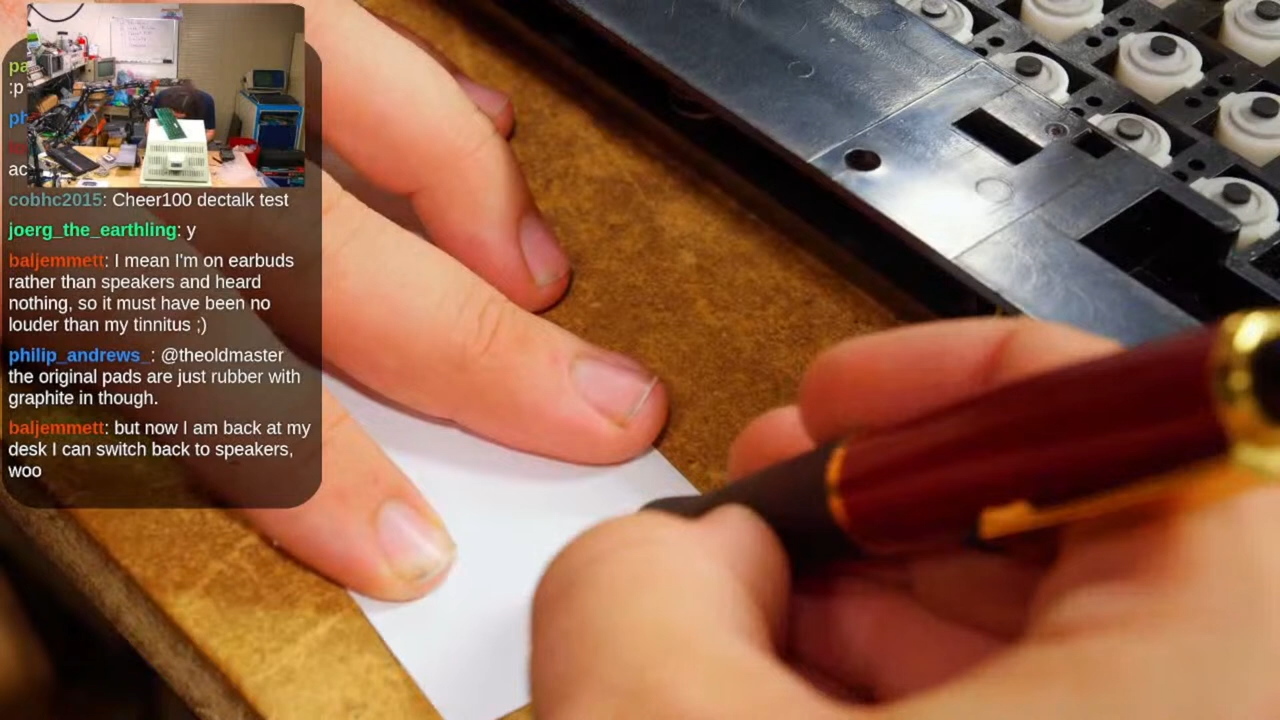 pa
:p
ph
ac
cobhc2015: Cheer100 dectalk test
joerg_the_earthling: y
baljemmett: I mean I'm on earbuds
rather than speakers and heard
nothing, so it must have been no
louder than my tinnitus ;)
philip_andrews_: @theoldmaster
the original pads are just rubber with
graphite in though.
baljemmett: but now I am back at my
desk I can switch back to speakers,
woo